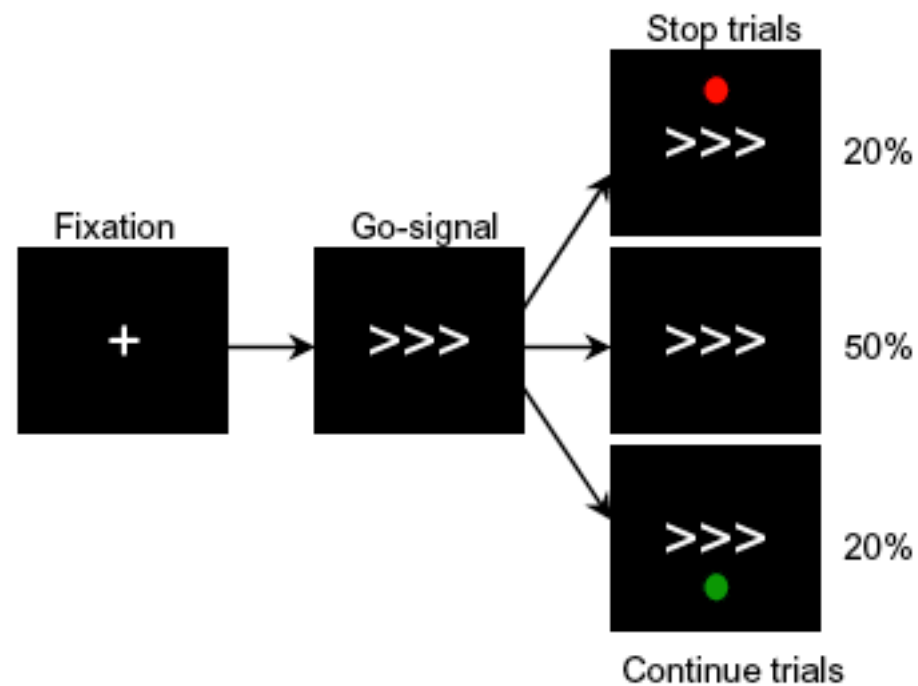 Stop trials
>>>
20%
Fixation
+
Go-signal
>>>
>>>
50%
>>>
20%
Continue trials